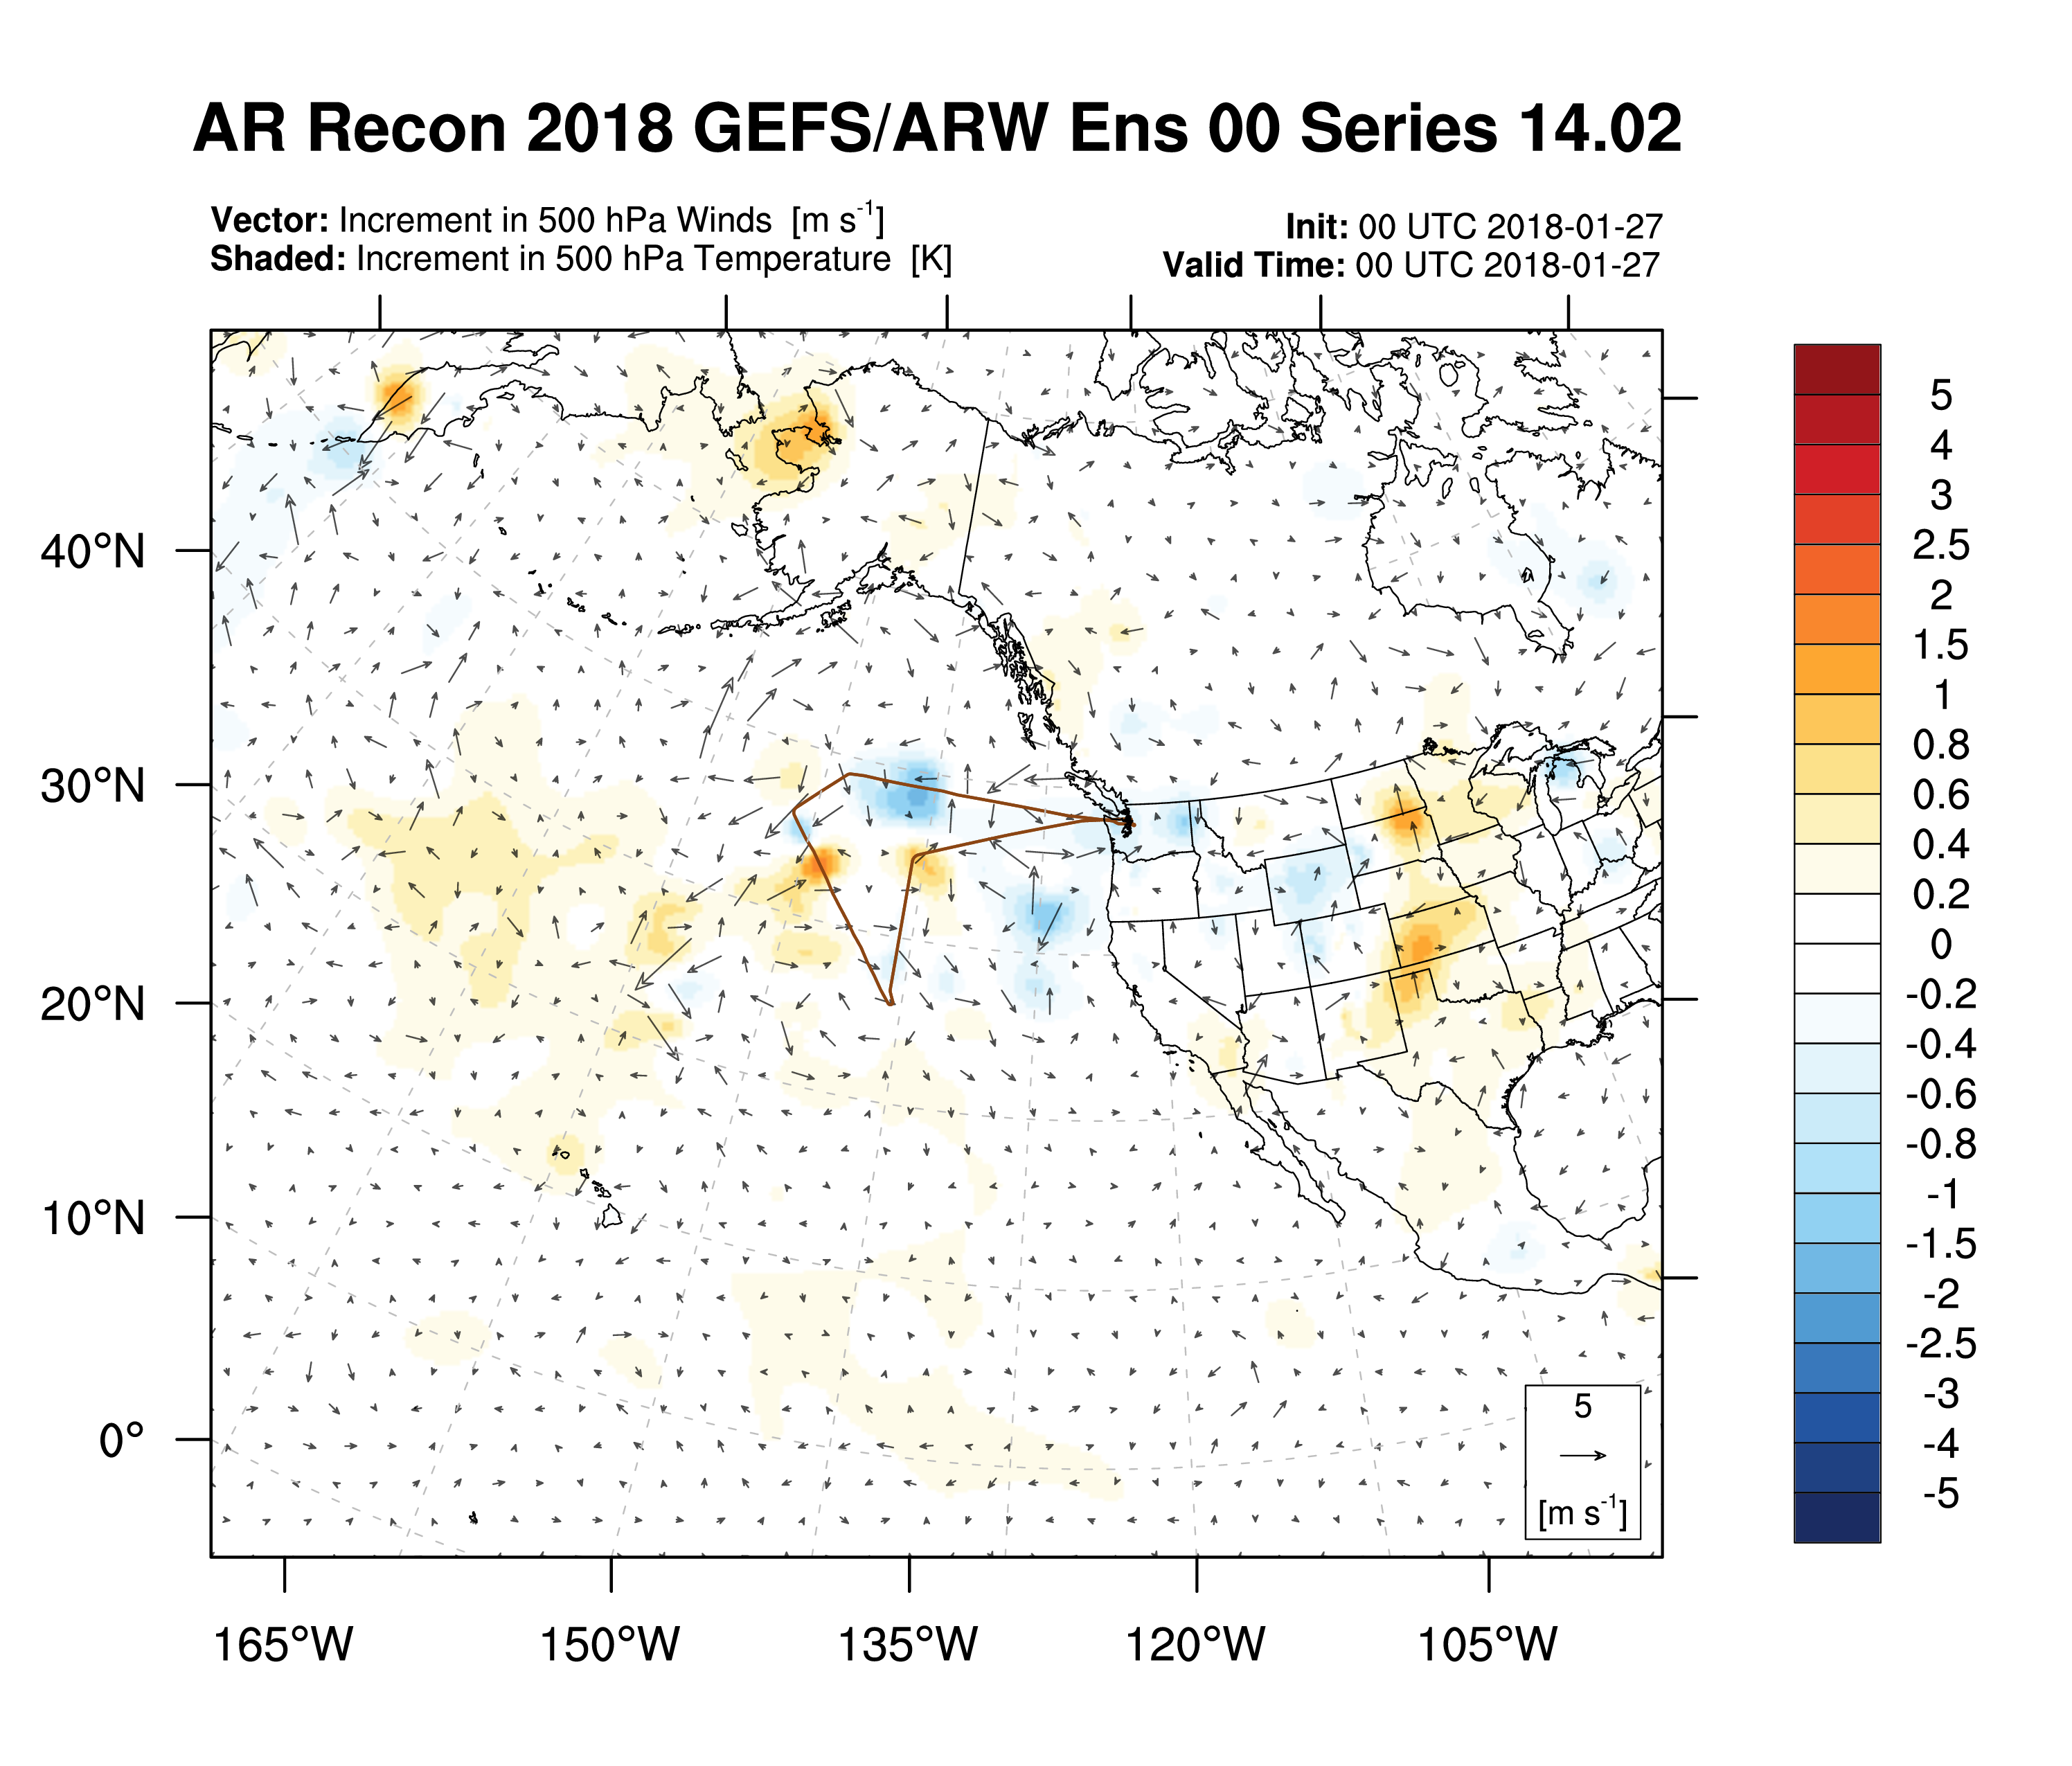 AR Recon 2018 GEFS/ARW Ens 00 Series 14.02
Vector: Increment in 500 hPa Winds [m s-1]
Shaded: Increment in 500 hPa Temperature [K]
Init: 00 UTC 2018-01-27
Valid Time: 00 UTC 2018-01-27
40°N
30°N
20°N
10°N
0°
165°W
150°W
135°W
120°W
105°W
5
[m s-1]
5
4
3
2.5
2
1.5
1
0.8
0.6
0.4
0.2
0
-0.2
-0.4
-0.6
-0.8
-1
-1.5
-2
-2.5
-3
-4
-5